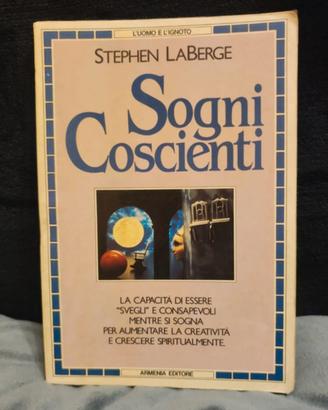 L'UOMO E L'IGNOTO
STEPHEN LABERGE
Sogni
Coscienti
LA CAPACITÀ DI ESSERE
"SVEGLI" E CONSAPEVOLI
MENTRE SI SOGNA
PER AUMENTARE LA CREATIVITÀ
E CRESCERE SPIRITUALMENTE.
ARMENIA EDITORE